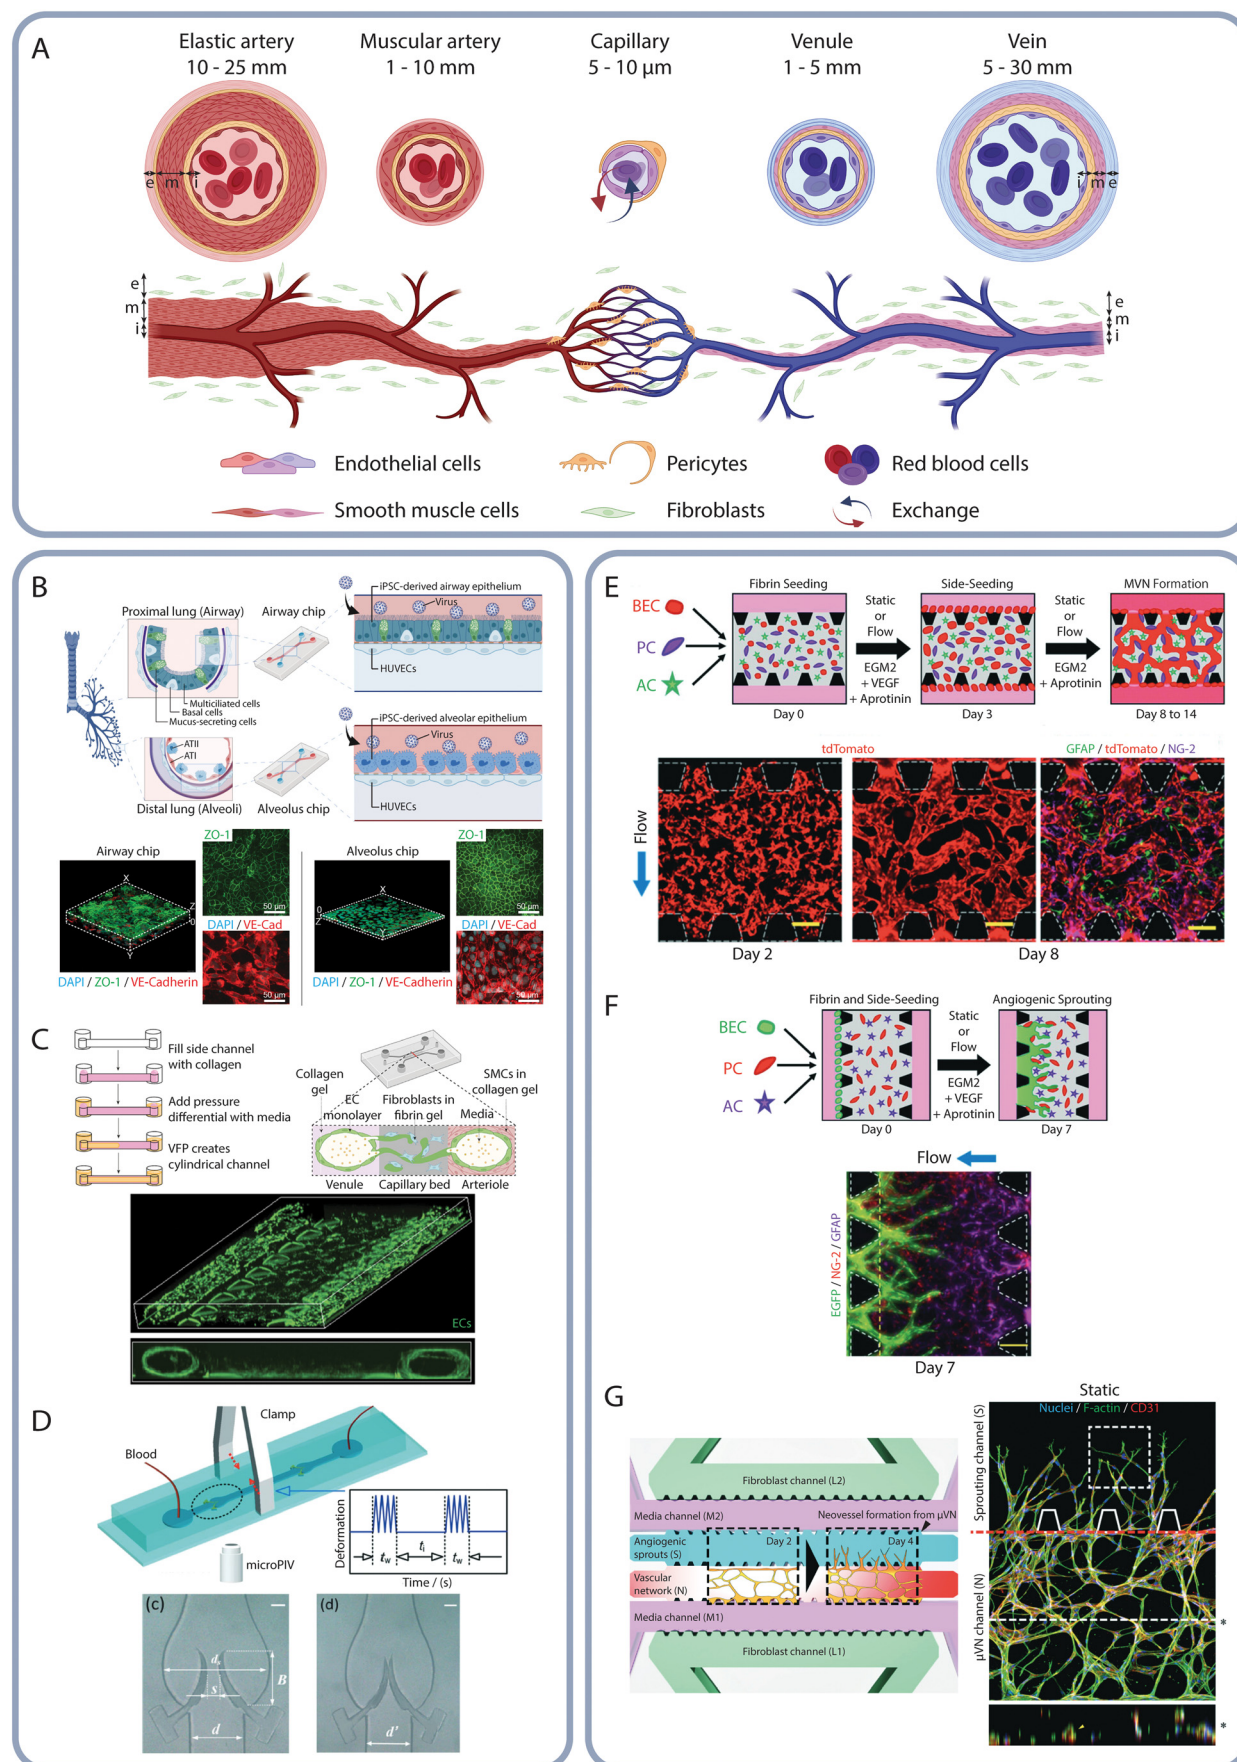 A
Elastic artery
10 - 25 mm
Muscular artery
1 - 10 mm
Capillary
5 - 10 µm
Venule
1 - 5 mm
Vein
5 - 30 mm
e m i
i m e
e
m
i
e
m
i
Endothelial cells
Pericytes
Red blood cells
Smooth muscle cells
Fibroblasts
Exchange
B
Proximal lung (Airway)
Airway chip
Multiciliated cells
Basal cells
Mucus-secreting cells
iPSC-derived airway epithelium
Virus
HUVECs
ATII
ATI
Distal lung (Alveoli)
Alveolus chip
iPSC-derived alveolar epithelium
Virus
HUVECs
Airway chip
X
Z
0
Y
DAPI / ZO-1 / VE-Cadherin
ZO-1
50 µm
DAPI / VE-Cad
50 µm
Alveolus chip
X
0
Z
Y
DAPI / ZO-1 / VE-Cadherin
ZO-1
50 µm
DAPI / VE-Cad
50 µm
C
Fill side channel
with collagen
Add pressure
differential with media
VFP creates
cylindrical channel
Collagen
gel
EC
monolayer
Fibroblasts in
fibrin gel
Media
SMCs in
collagen gel
Venule
Capillary bed
Arteriole
ECs
D
Clamp
Blood
microPIV
Deformation
tw
ti
tw
Time / (s)
(c)
S
B
d
(d)
d'
E
BEC
PC
AC
Fibrin Seeding
Day 0
Static
or
Flow
EGM2
+ VEGF
+ Aprotinin
Side-Seeding
Day 3
Static
or
Flow
EGM2
+ Aprotinin
MVN Formation
Day 8 to 14
Flow
tdTomato
GFAP / tdTomato / NG-2
Day 2
Day 8
F
BEC
PC
AC
Fibrin and Side-Seeding
Day 0
Static
or
Flow
EGM2
+ VEGF
+ Aprotinin
Angiogenic Sprouting
Day 7
Flow
EGFP / NG-2 / GFAP
Day 7
G
Fibroblast channel (L2)
Media channel (M2)
Neovessel formation from µVN
Angiogenic
sprouts (S)
Day 2
Day 4
Vascular
network (N)
Media channel (M1)
Fibroblast channel (L1)
Static
Nuclei / F-actin / CD31
Sprouting channel (S)
µVN channel (N)
*
*